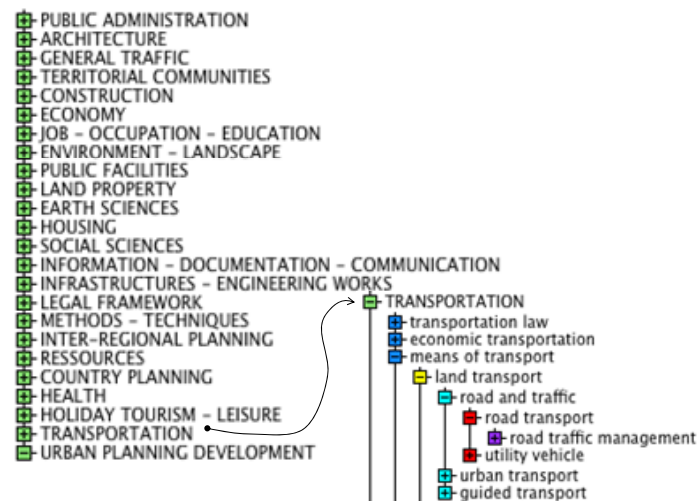 PUBLIC ADMINISTRATION
ARCHITECTURE
GENERAL TRAFFIC
TERRITORIAL COMMUNITIES
CONSTRUCTION
ECONOMY
JOB - OCCUPATION - EDUCATION
ENVIRONMENT - LANDSCAPE
PUBLIC FACILITIES
LAND PROPERTY
EARTH SCIENCES
HOUSING
SOCIAL SCIENCES
INFORMATION - DOCUMENTATION - COMMUNICATION
INFRASTRUCTURES - ENGINEERING WORKS
LEGAL FRAMEWORK
METHODS - TECHNIQUES
INTER-REGIONAL PLANNING
RESSOURCES
COUNTRY PLANNING
HEALTH
HOLIDAY TOURISM - LEISURE
TRANSPORTATION
URBAN PLANNING DEVELOPMENT
TRANSPORTATION
transportation law
economic transportation
means of transport
land transport
road and traffic
road transport
road traffic management
utility vehicle
urban transport
guided transport